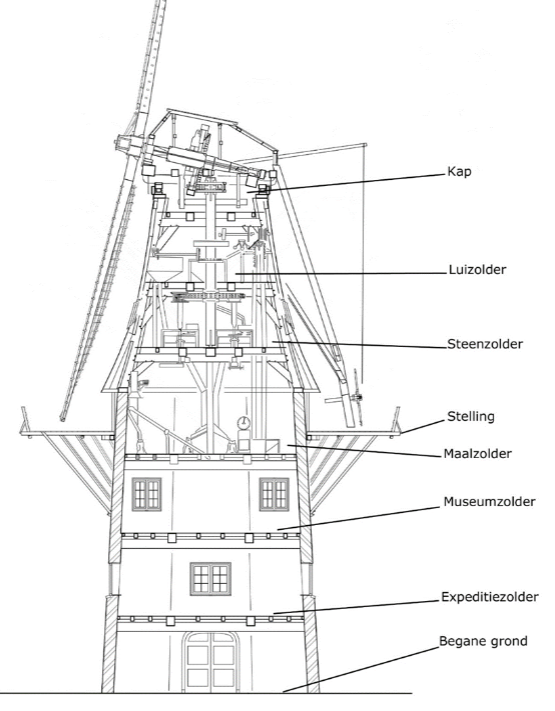 Kap
Luizolder
Steenzolder
Stelling
Maalzolder
Museumzolder
Expeditiezolder
Begane grond